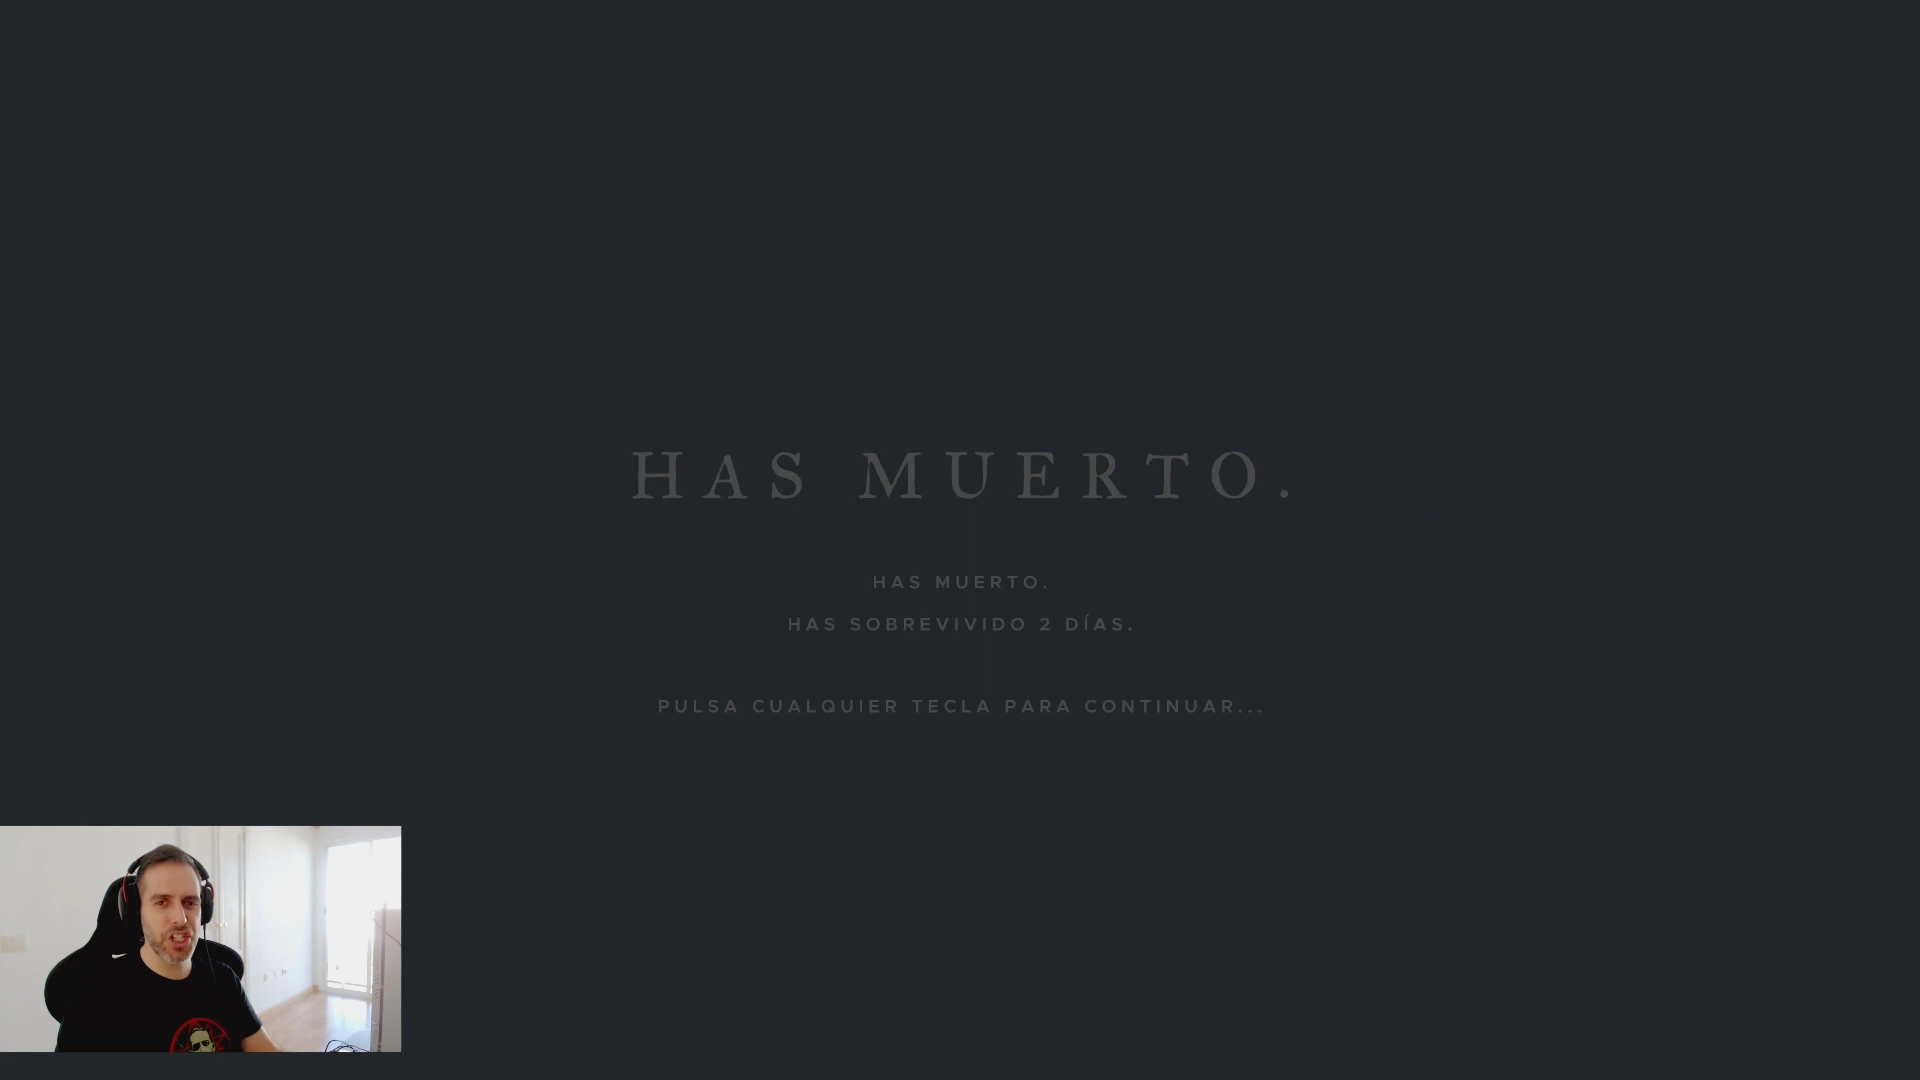 HAS MUERTO.
HAS MUERTO.
HAS SOBREVIVIDO 2 DÍAS.
PULSA CUALQUIER TECLA PARA CONTINUAR...